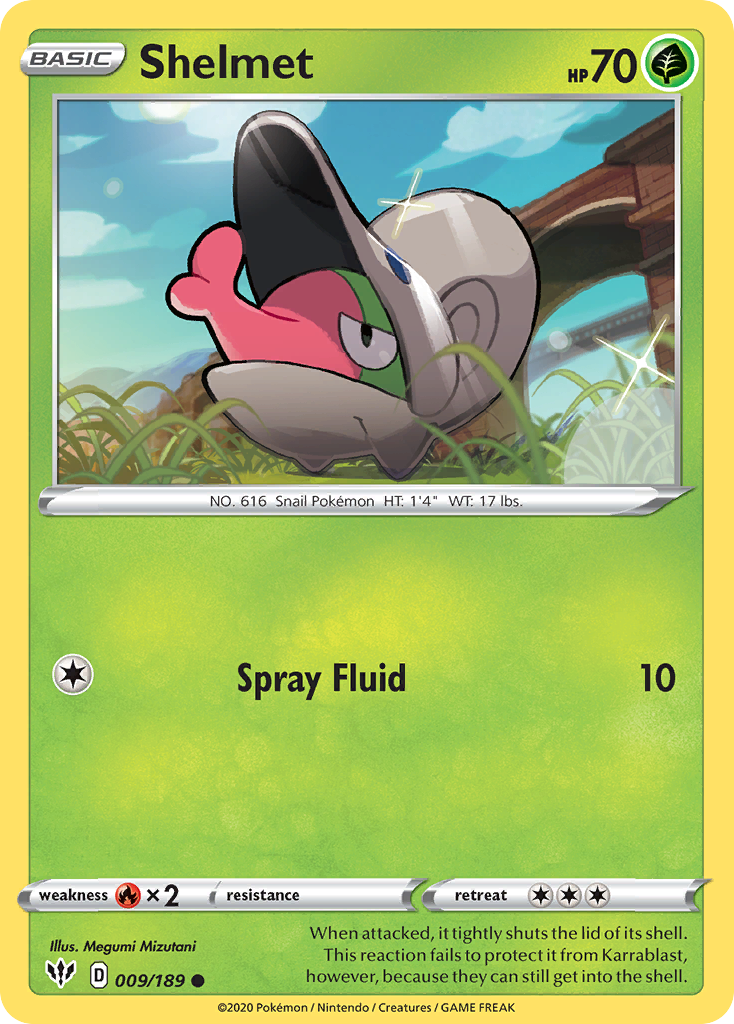 BASIC Shelmet HP 70
NO. 616 Snail Pokémon HT: 1'4" WT: 17 lbs.
Spray Fluid 10
weakness ×2 resistance retreat
Illus. Megumi Mizutani
When attacked, it tightly shuts the lid of its shell.
This reaction fails to protect it from Karrablast,
however, because they can still get into the shell.
D 009/189
©2020 Pokémon / Nintendo / Creatures / GAME FREAK